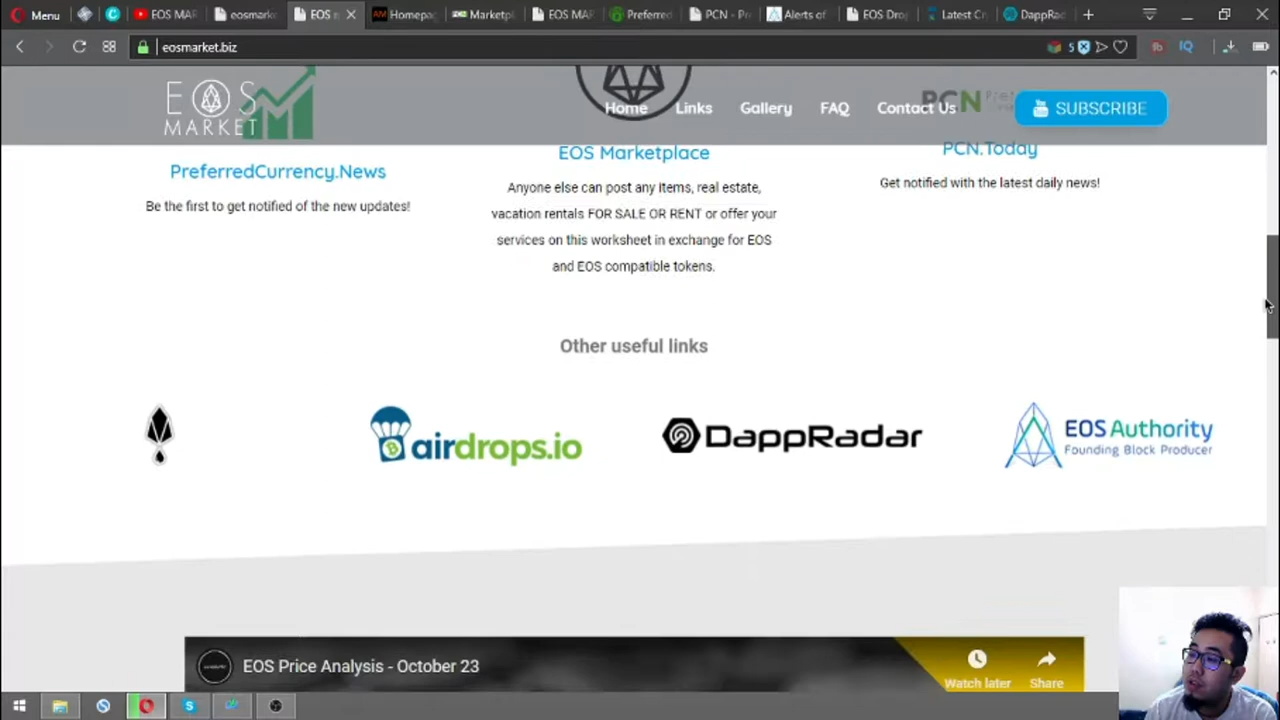 Menu
EOS MAR
eosmarke
EOS n
Homepag
Marketpl
EOS MAR
Preferred
PCN - Pr
Alerts of
EOS Drop
Latest Cr
DappRad
eosmarket.biz
5
EOS
MARKET
Home
Links
Gallery
FAQ
Contact Us
PCN
SUBSCRIBE
PreferredCurrency.News
Be the first to get notified of the new updates!
EOS Marketplace
Anyone else can post any items, real estate,
vacation rentals FOR SALE OR RENT or offer your
services on this worksheet in exchange for EOS
and EOS compatible tokens.
PCN.Today
Get notified with the latest daily news!
Other useful links
airdrops.io
DappRadar
EOS Authority
Founding Block Producer
EOS Price Analysis - October 23
Watch later
Share